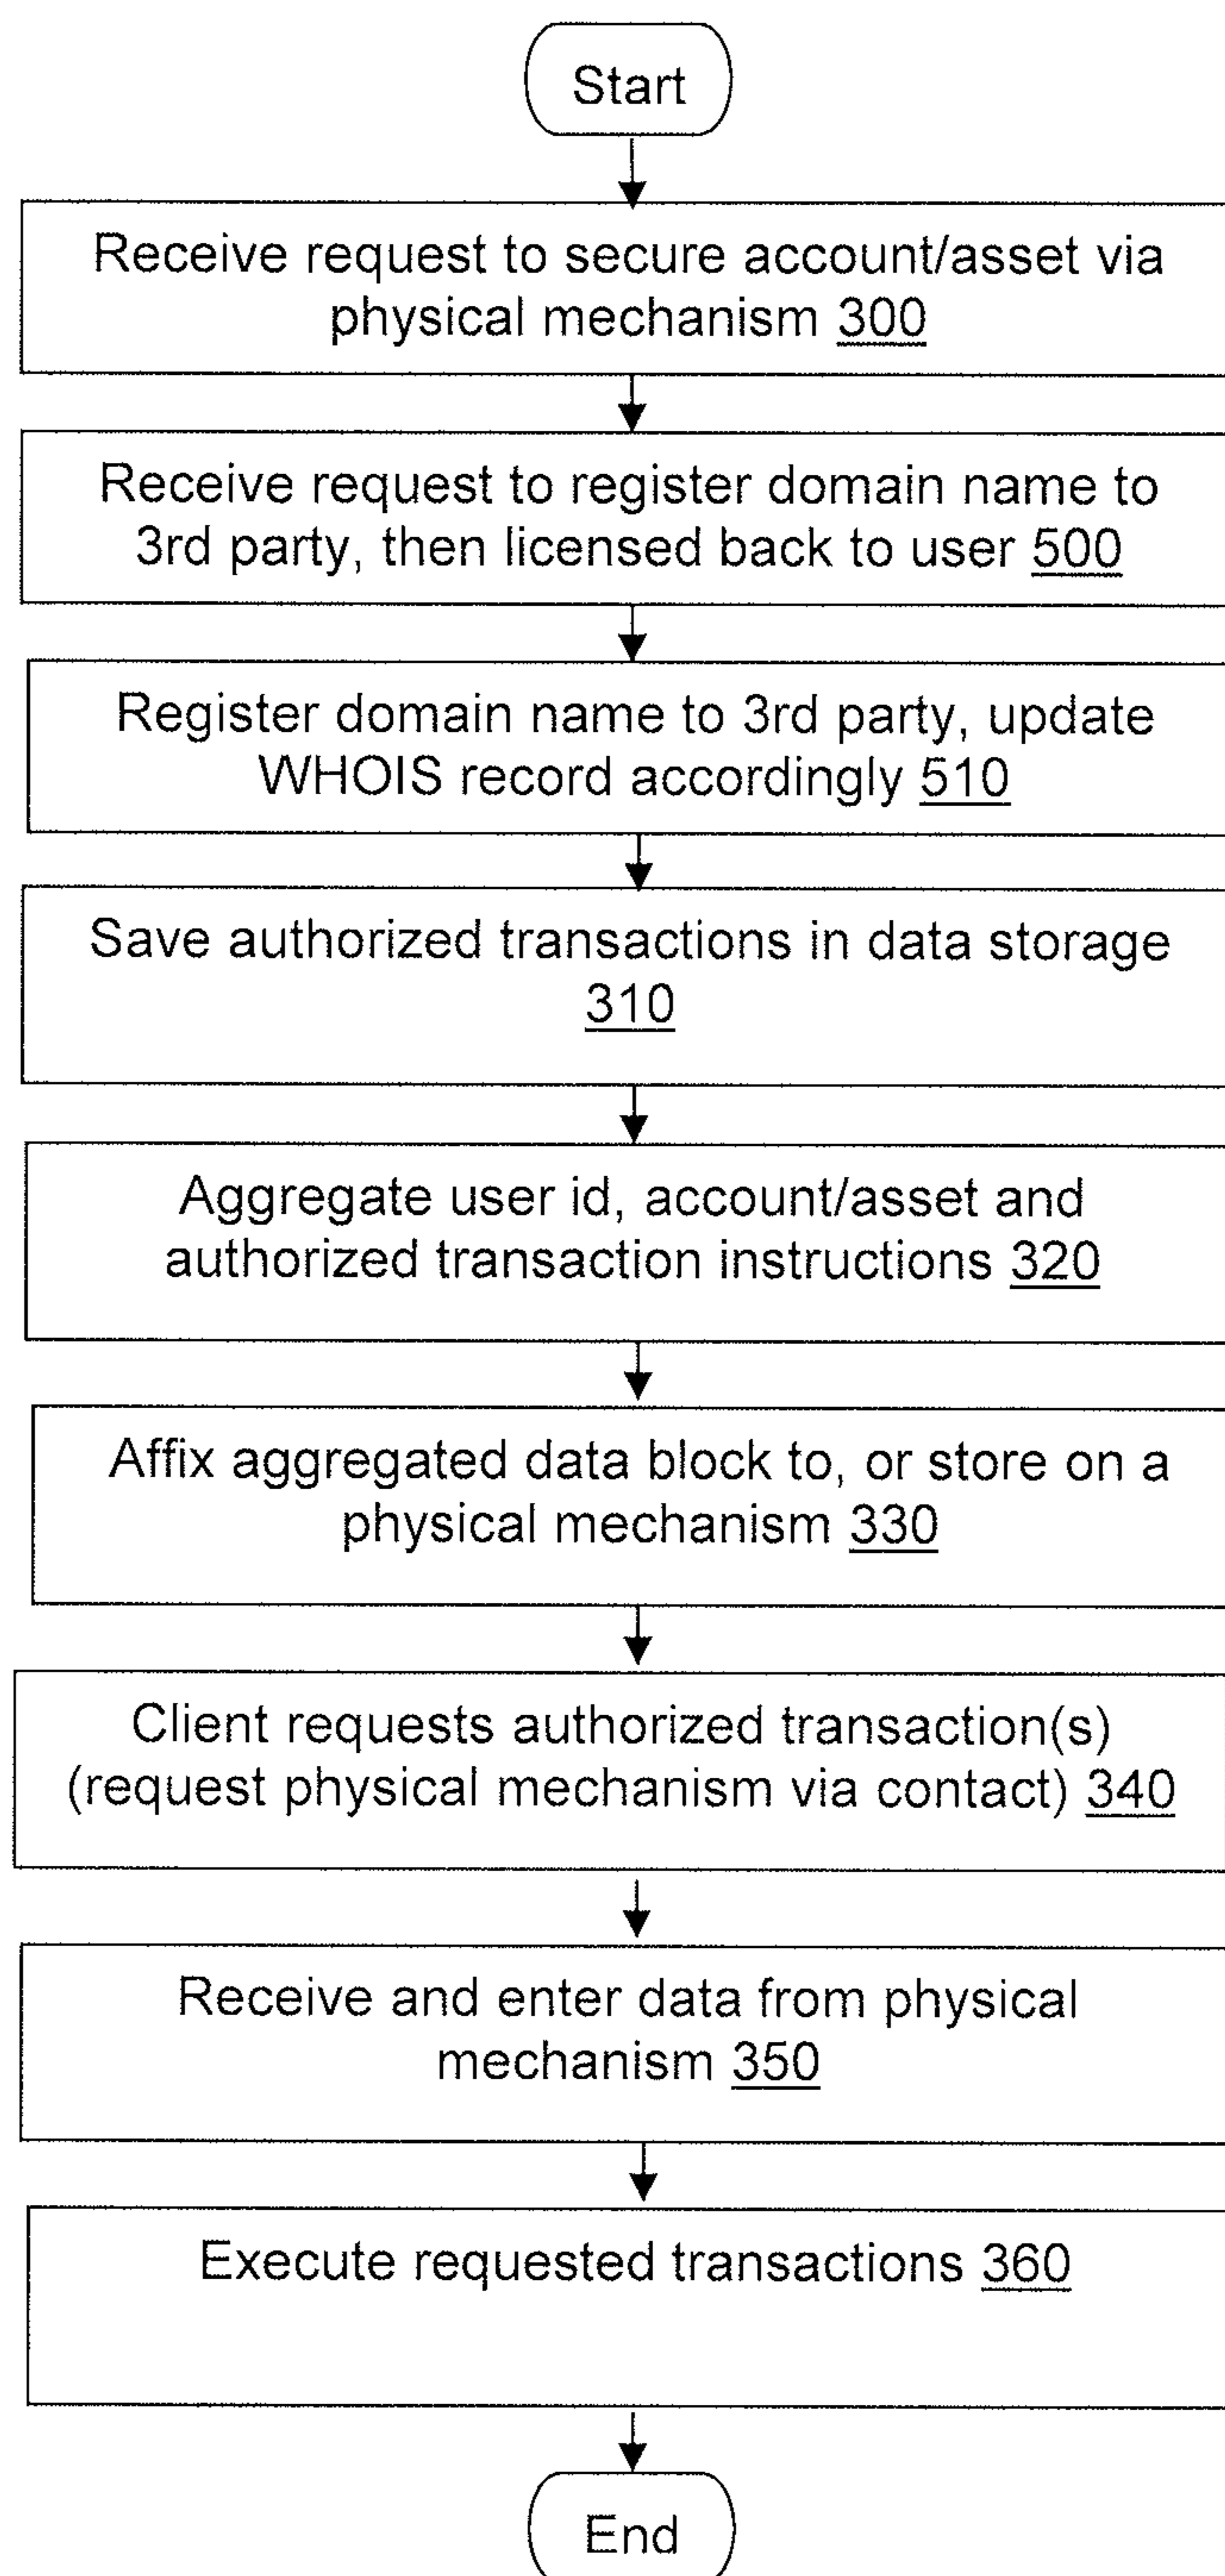 Start
Receive request to secure account/asset via
physical mechanism 300
Receive request to register domain name to
3rd party, then licensed back to user 500
Register domain name to 3rd party, update
WHOIS record accordingly 510
Save authorized transactions in data storage
310
Aggregate user id, account/asset and
authorized transaction instructions 320
Affix aggregated data block to, or store on a
physical mechanism 330
Client requests authorized transaction(s)
(request physical mechanism via contact) 340
Receive and enter data from physical
mechanism 350
Execute requested transactions 360
End